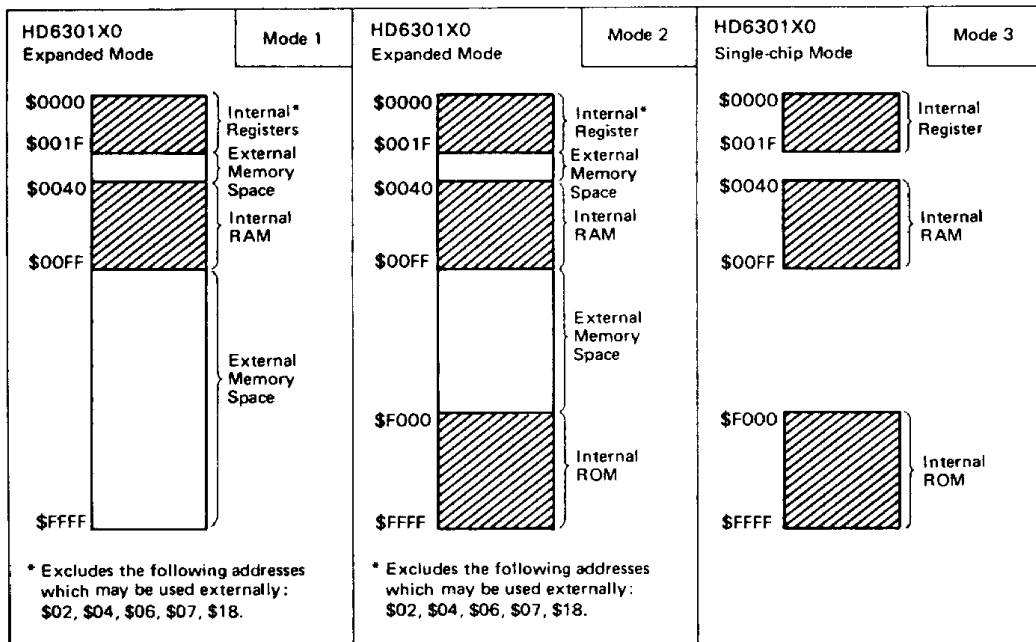 HD6301X0
Expanded Mode
Mode 1
$0000
Internal*
Registers
$001F
External
Memory
Space
$0040
Internal
RAM
$00FF
External
Memory
Space
$FFFF
* Excludes the following addresses
which may be used externally:
$02, $04, $06, $07, $18.
HD6301X0
Expanded Mode
Mode 2
$0000
Internal*
Register
$001F
External
Memory
Space
$0040
Internal
RAM
$00FF
External
Memory
Space
$F000
Internal
ROM
$FFFF
* Excludes the following addresses
which may be used externally:
$02, $04, $06, $07, $18.
HD6301X0
Single-chip Mode
Mode 3
$0000
Internal
Register
$001F
$0040
Internal
RAM
$00FF
$F000
Internal
ROM
$FFFF